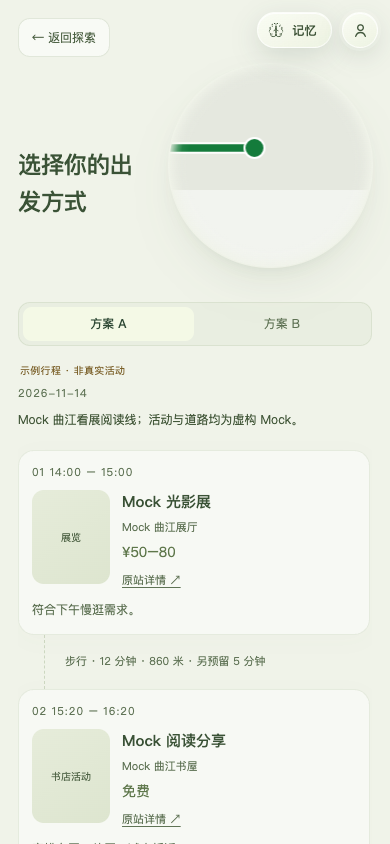 ← 返回探索
记忆
选择你的出
发方式
方案 A
方案 B
示例行程 · 非真实活动
2026-11-14
Mock 曲江看展阅读线；活动与道路均为虚构 Mock。
01 14:00 — 15:00
展览
Mock 光影展
Mock 曲江展厅
¥50—80
原站详情 ↗
符合下午慢逛需求。
步行 · 12 分钟 · 860 米 · 另预留 5 分钟
02 15:20 — 16:20
书店活动
Mock 阅读分享
Mock 曲江书屋
免费
原站详情 ↗